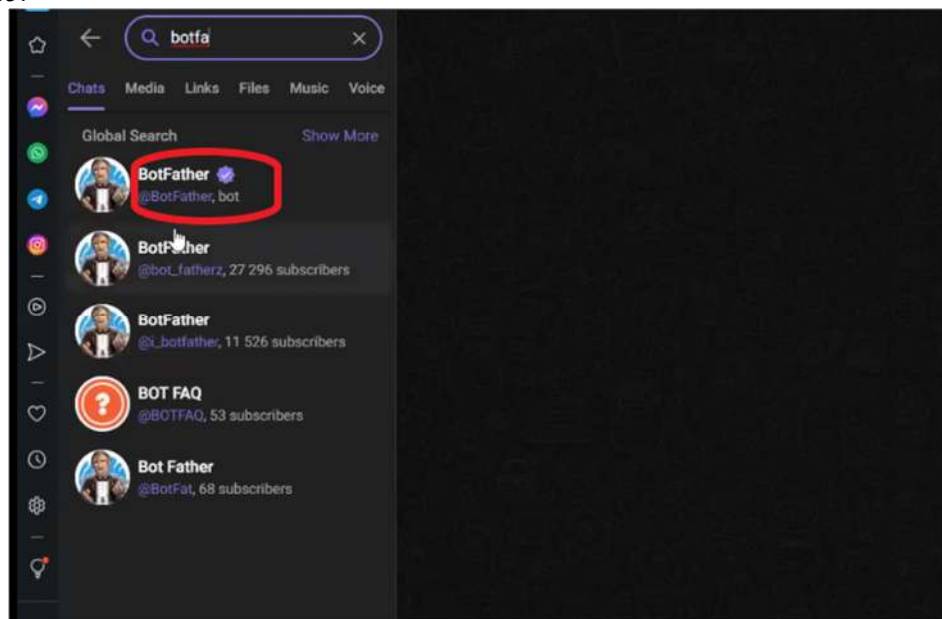 botfa
Chats Media Links Files Music Voice
Global Search Show More
BotFather
@BotFather, bot
BotFather
@bot_fatherz, 27 296 subscribers
BotFather
@i_botfather, 11 526 subscribers
BOT FAQ
@BOTFAQ, 53 subscribers
Bot Father
@BotFat, 68 subscribers